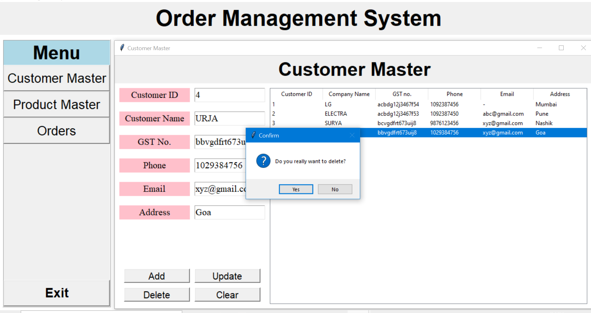 Order Management System
Menu
Customer Master
Product Master
Orders
Exit
Customer Master
Customer Master
Customer ID 4
Customer Name URJA
GST No. bbvgdfrt673uij
Phone 1029384756
Email xyz@gmail.co
Address Goa
Add Update
Delete Clear
Customer ID Company Name GST no. Phone Email Address
1 LG acbdg12j3467f54 1092387456 - Mumbai
2 ELECTRA acbdg12j3467f53 1092387450 abc@gmail.com Pune
3 SURYA bcvgdfrt673uij9 9876123456 xyz@gmail.com Nashik
bbvgdfrt673uij8 1029384756 xyz@gmail.com Goa
Confirm
Do you really want to delete?
Yes No